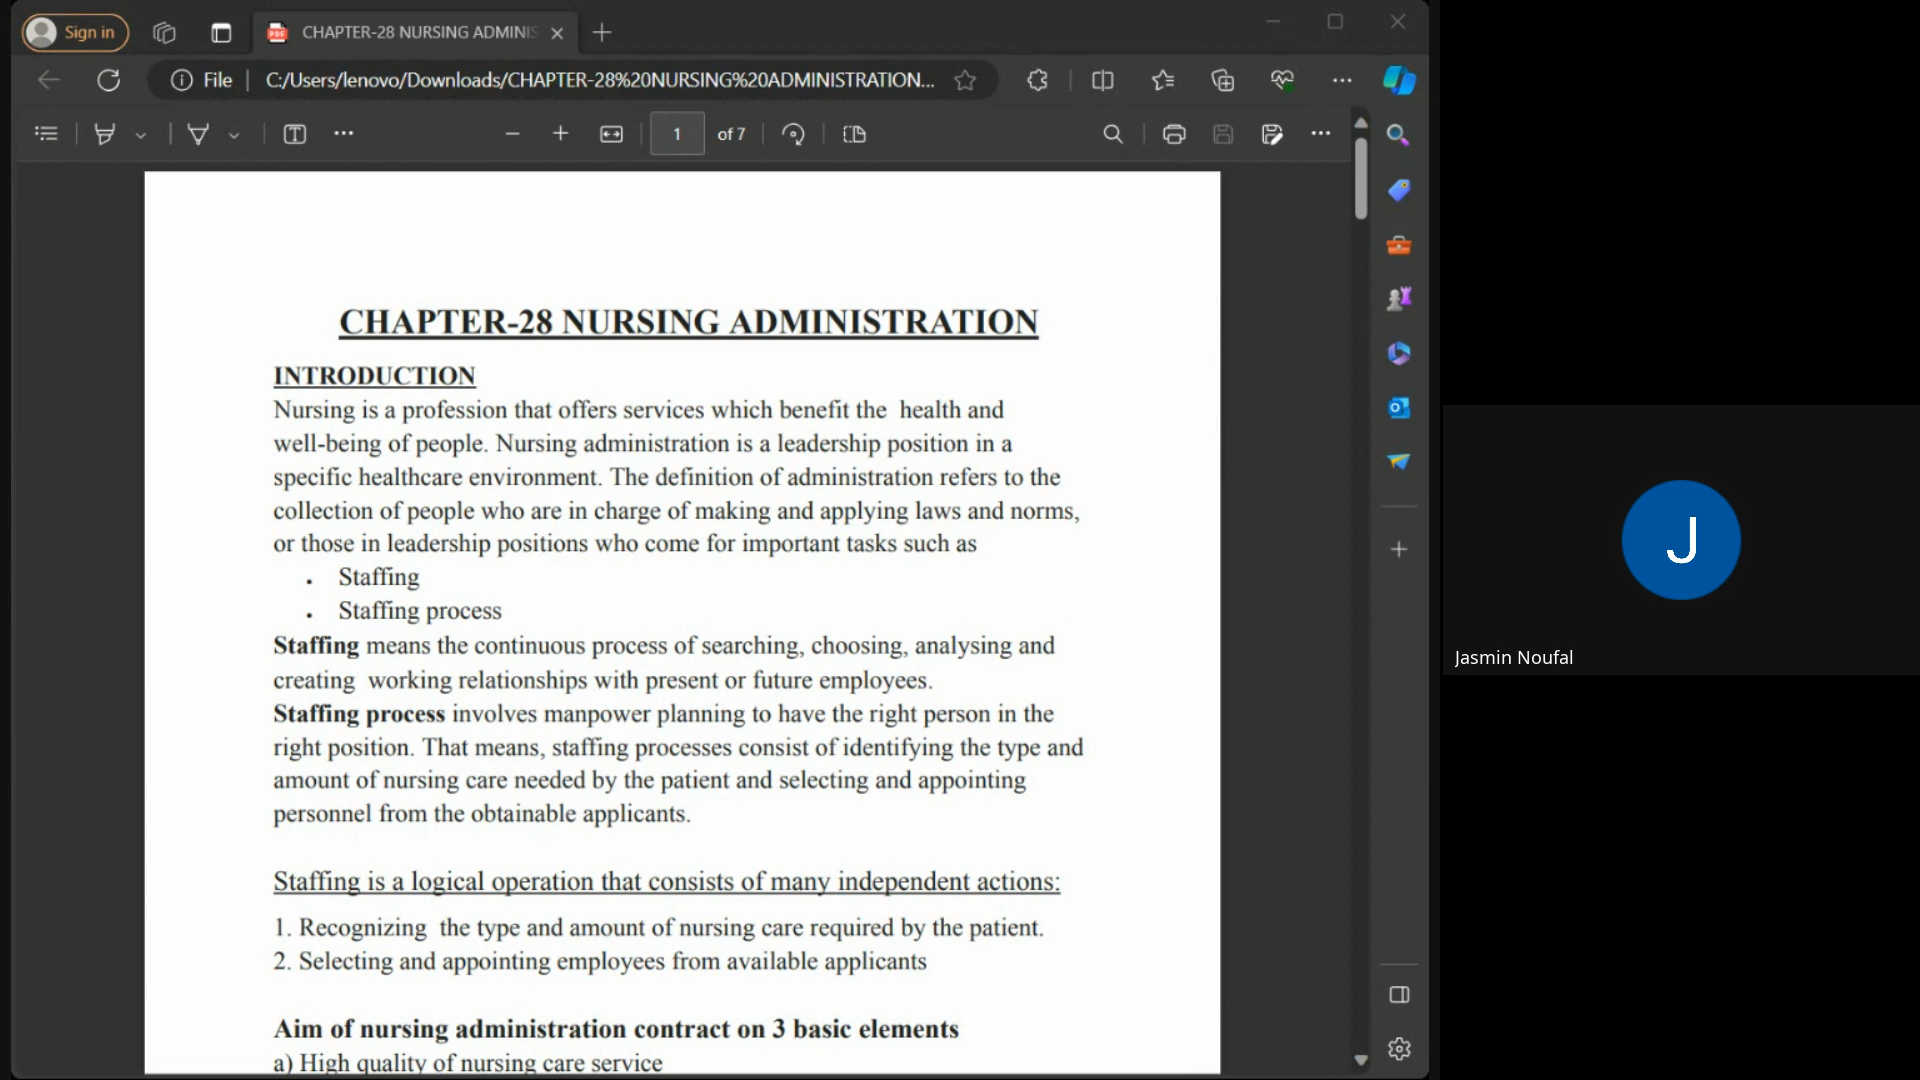 Sign in
CHAPTER-28 NURSING ADMINIS
File
C:/Users/lenovo/Downloads/CHAPTER-28%20NURSING%20ADMINISTRATION...
1 of 7
CHAPTER-28 NURSING ADMINISTRATION
INTRODUCTION
Nursing is a profession that offers services which benefit the  health and
well-being of people. Nursing administration is a leadership position in a
specific healthcare environment. The definition of administration refers to the
collection of people who are in charge of making and applying laws and norms,
or those in leadership positions who come for important tasks such as
• Staffing
• Staffing process
Staffing means the continuous process of searching, choosing, analysing and
creating  working relationships with present or future employees.
Staffing process involves manpower planning to have the right person in the
right position. That means, staffing processes consist of identifying the type and
amount of nursing care needed by the patient and selecting and appointing
personnel from the obtainable applicants.
Staffing is a logical operation that consists of many independent actions:
1. Recognizing  the type and amount of nursing care required by the patient.
2. Selecting and appointing employees from available applicants
Aim of nursing administration contract on 3 basic elements
a) High quality of nursing care service
J
Jasmin Noufal